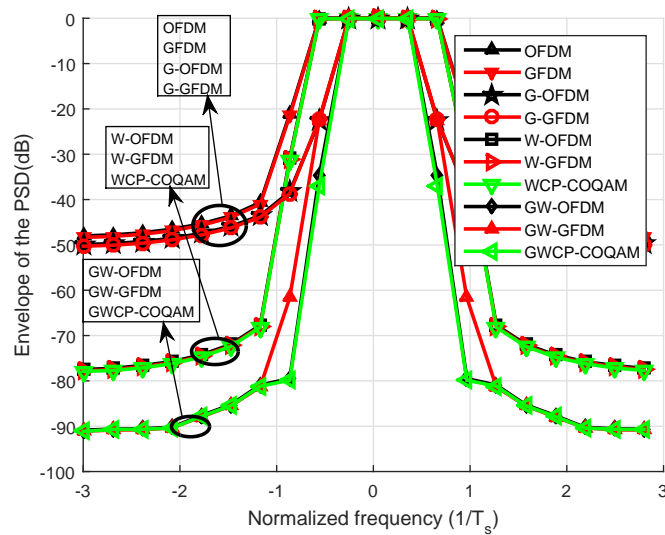 OFDM
GFDM
G-OFDM
G-GFDM
W-OFDM
W-GFDM
WCP-COQAM
GW-OFDM
GW-GFDM
GWCP-COQAM
OFDM
GFDM
G-OFDM
G-GFDM
W-OFDM
W-GFDM
WCP-COQAM
GW-OFDM
GW-GFDM
GWCP-COQAM
Envelope of the PSD(dB)
0
-10
-20
-30
-40
-50
-60
-70
-80
-90
-100
-3
-2
-1
0
1
2
3
Normalized frequency (1/T_s)